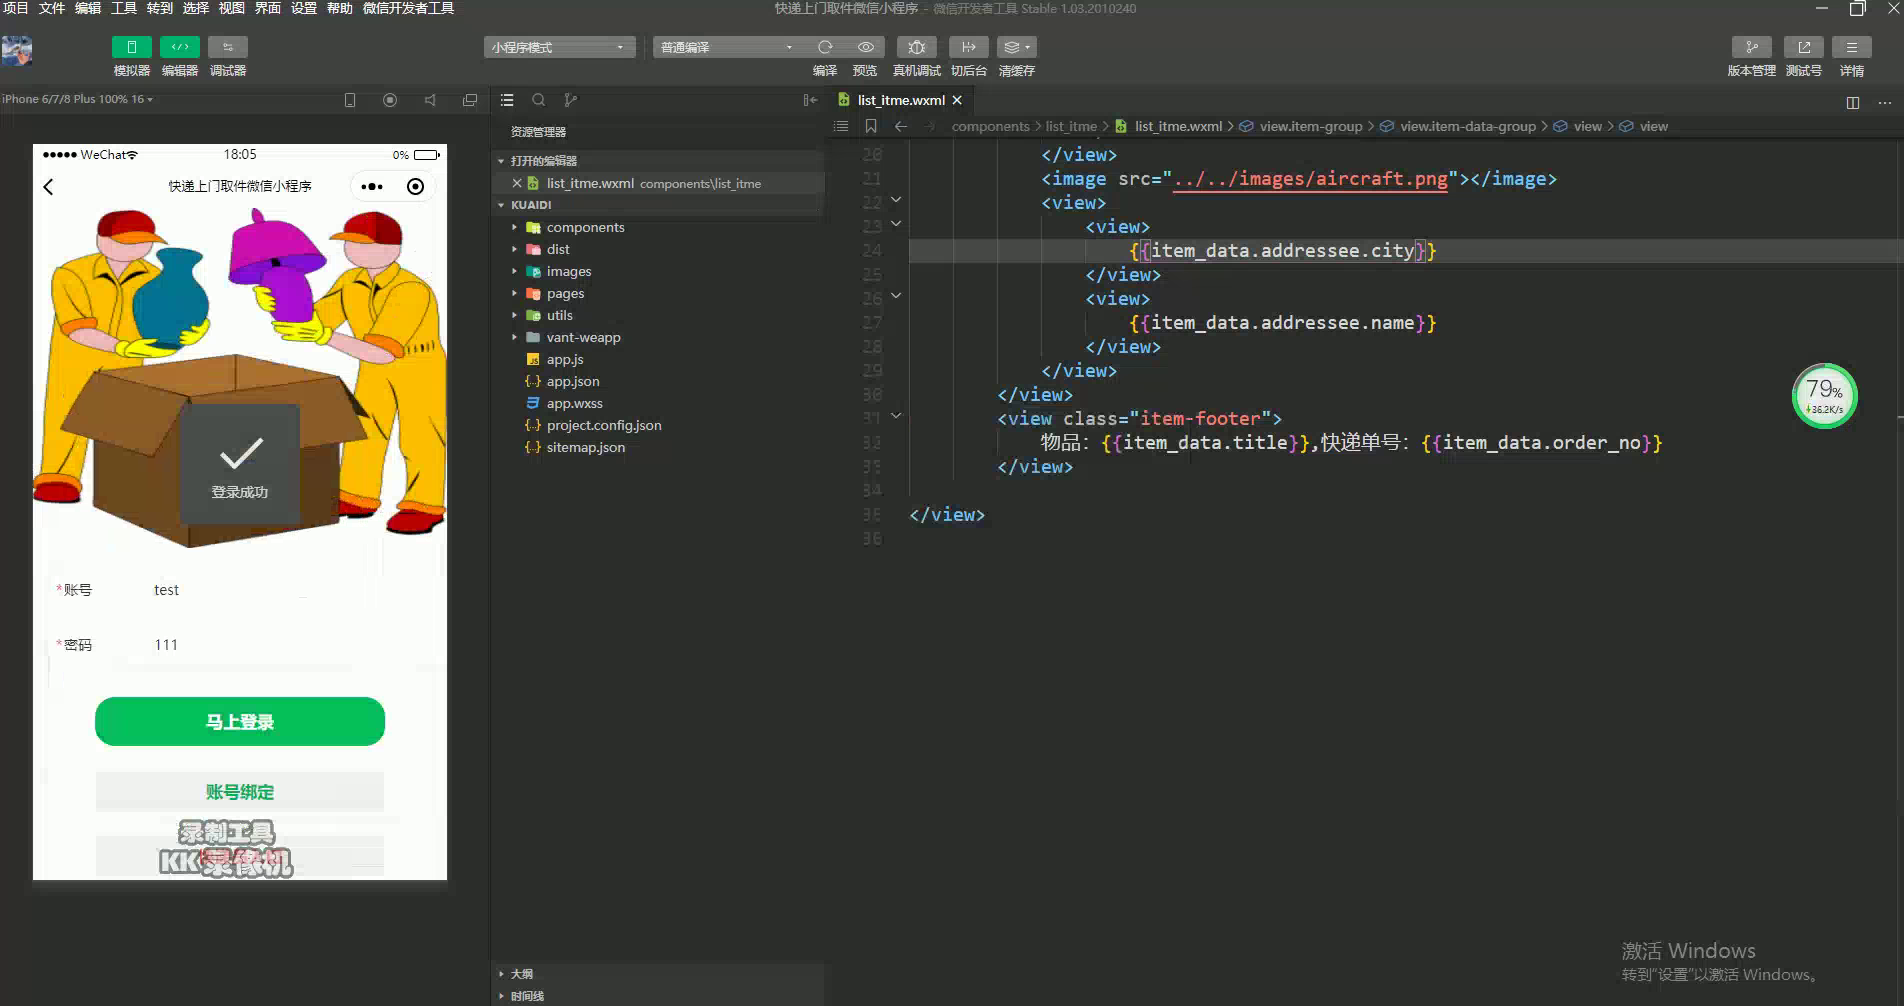 项目 文件 编辑 工具 转到 选择 视图 界面 设置 帮助 微信开发者工具
快递上门取件微信小程序 - 微信开发者工具 Stable 1.03.2010240
小程序模式
普通编译
模拟器 编辑器 调试器
编译 预览 真机调试 切后台 清缓存
版本管理 测试号 详情
iPhone 6/7/8 Plus 100% 16
WeChat
18:05
0%
快递上门取件微信小程序
登录成功
*账号 test
*密码 111
马上登录
账号绑定
录制工具
KK录像机
资源管理器
打开的编辑器
list_itme.wxml components\list_itme
KUAIDI
components
dist
images
pages
utils
vant-weapp
JS app.js
{..} app.json
app.wxss
{..} project.config.json
{..} sitemap.json
大纲
时间线
list_itme.wxml
components > list_itme > list_itme.wxml > view.item-group > view.item-data-group > view > view
20 </view>
21 <image src="../../images/aircraft.png"></image>
22 <view>
23 <view>
24 {{item_data.addressee.city}}
25 </view>
26 <view>
27 {{item_data.addressee.name}}
28 </view>
29 </view>
30 </view>
31 <view class="item-footer">
32 物品: {{item_data.title}},快递单号: {{item_data.order_no}}
33 </view>
34
35 </view>
36
79%
36.2K/s
激活 Windows
转到"设置"以激活 Windows。